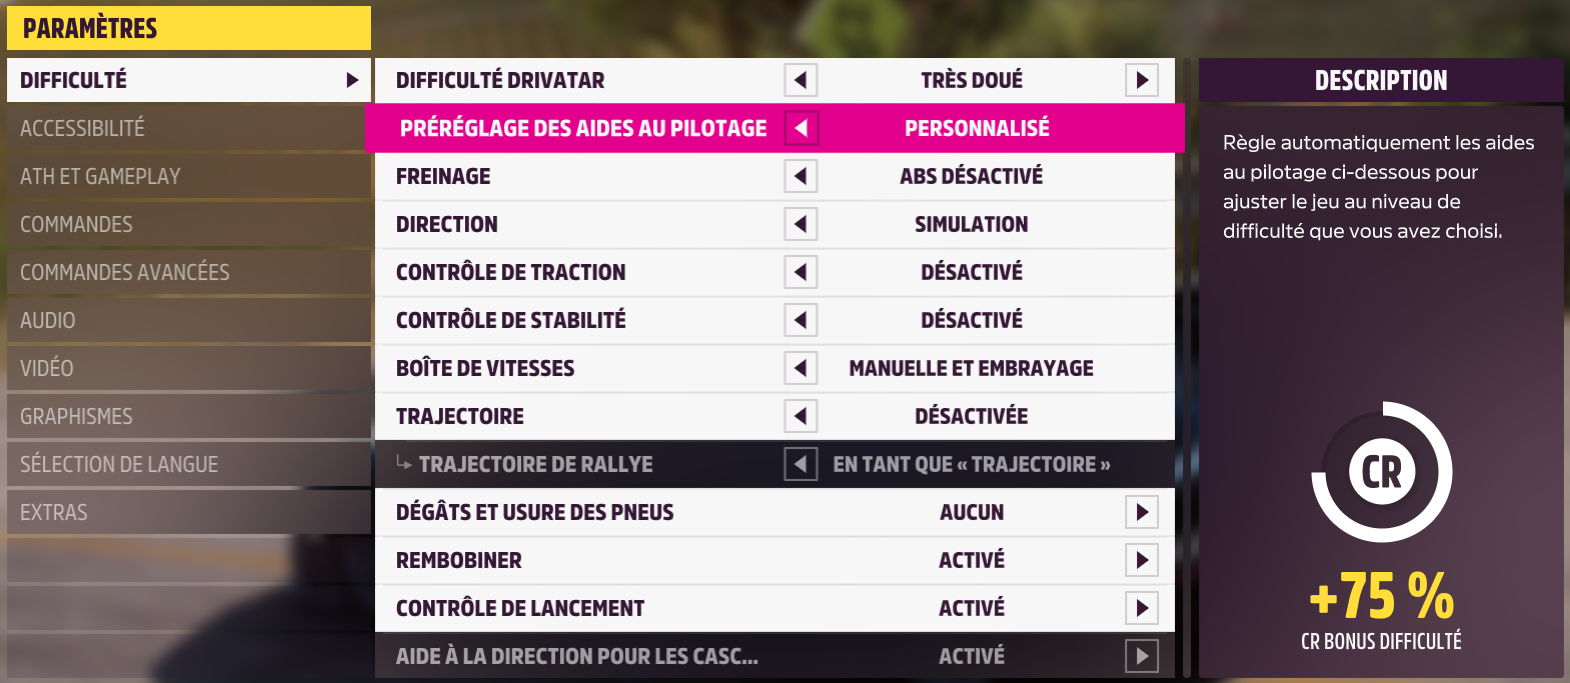 PARAMÈTRES
DIFFICULTÉ
ACCESSIBILITÉ
ATH ET GAMEPLAY
COMMANDES
COMMANDES AVANCÉES
AUDIO
VIDÉO
GRAPHISMES
SÉLECTION DE LANGUE
EXTRAS
DIFFICULTÉ DRIVATAR TRÈS DOUÉ
PRÉRÉGLAGE DES AIDES AU PILOTAGE PERSONNALISÉ
FREINAGE ABS DÉSACTIVÉ
DIRECTION SIMULATION
CONTRÔLE DE TRACTION DÉSACTIVÉ
CONTRÔLE DE STABILITÉ DÉSACTIVÉ
BOÎTE DE VITESSES MANUELLE ET EMBRAYAGE
TRAJECTOIRE DÉSACTIVÉE
TRAJECTOIRE DE RALLYE EN TANT QUE « TRAJECTOIRE »
DÉGÂTS ET USURE DES PNEUS AUCUN
REMBOBINER ACTIVÉ
CONTRÔLE DE LANCEMENT ACTIVÉ
AIDE À LA DIRECTION POUR LES CASC... ACTIVÉ
DESCRIPTION
Règle automatiquement les aides
au pilotage ci-dessous pour
ajuster le jeu au niveau de
difficulté que vous avez choisi.
CR
+75 %
CR BONUS DIFFICULTÉ